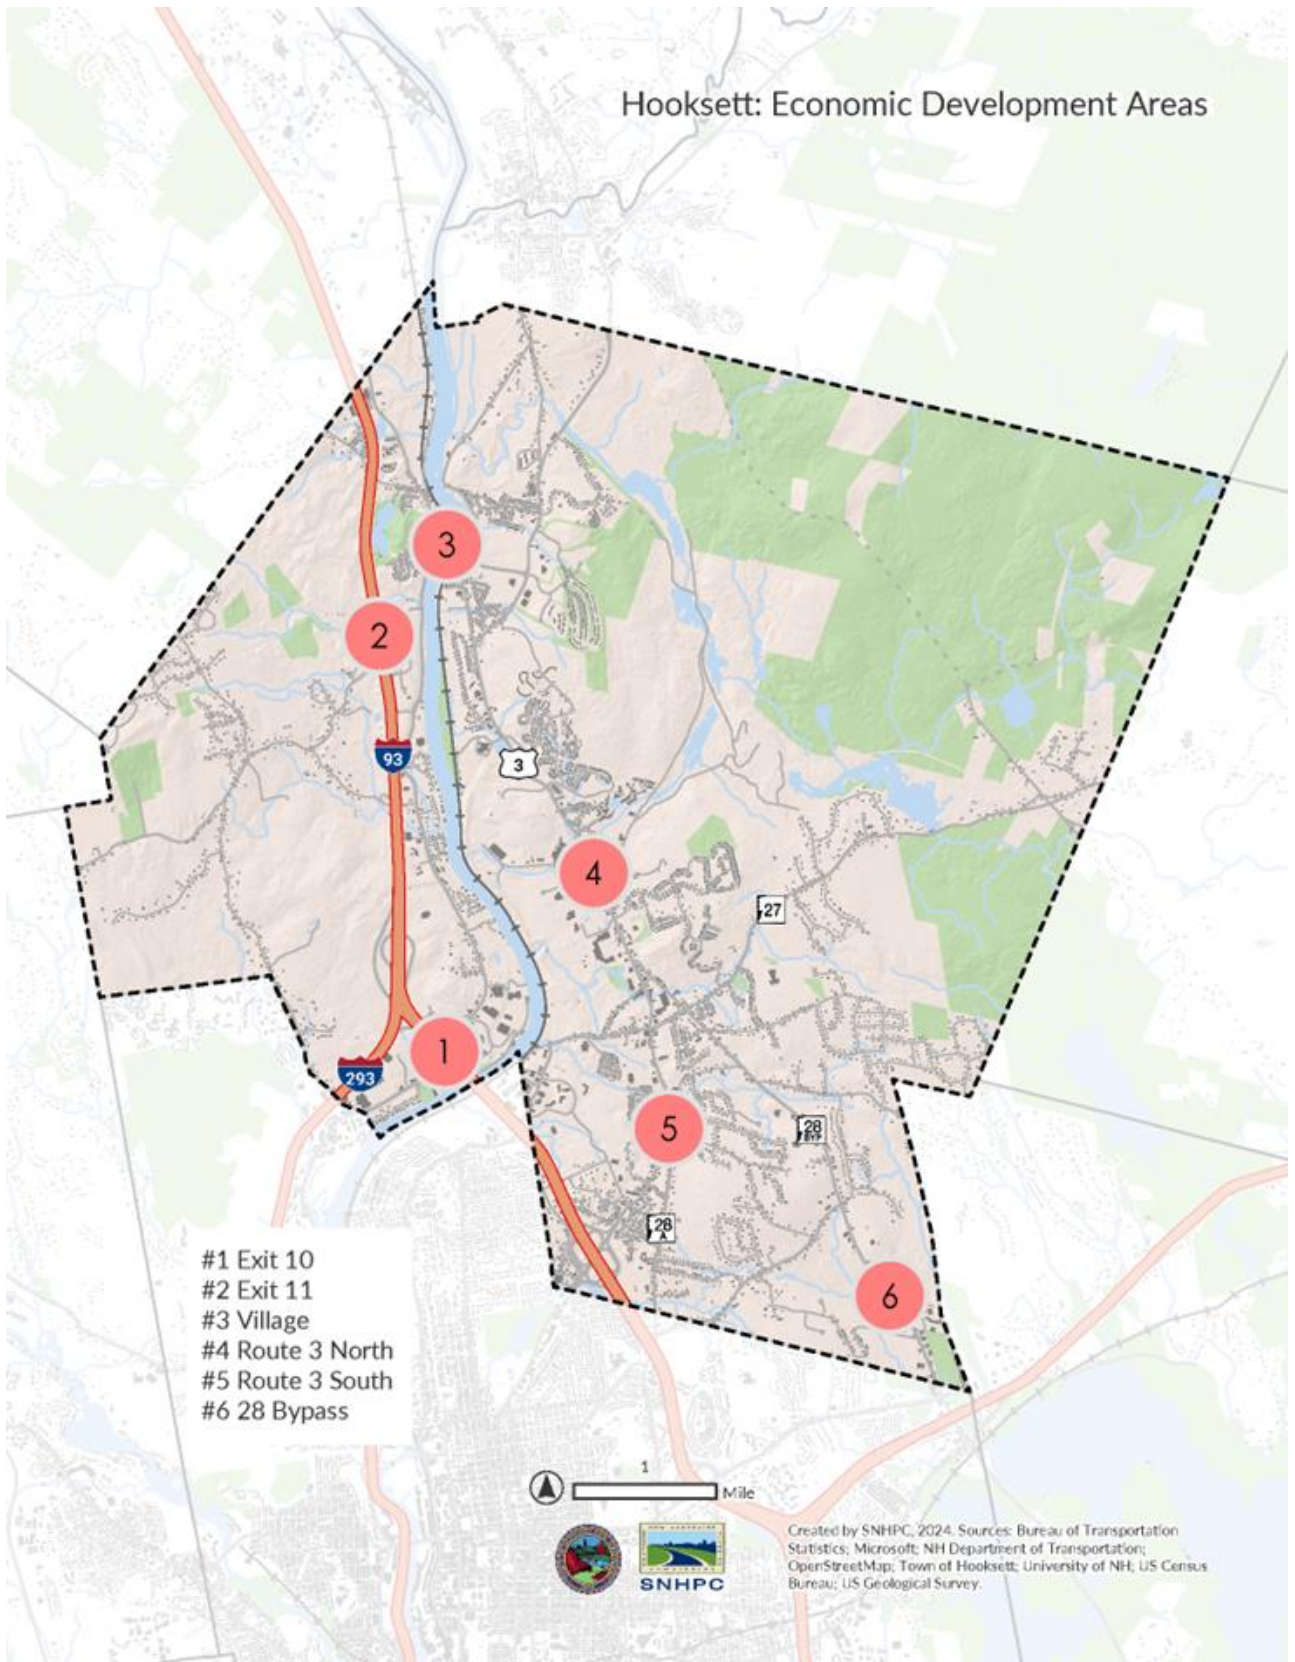 Hooksett: Economic Development Areas
3
2
93
3
4
27
1
293
5
28
BYP
28
A
6
#1 Exit 10
#2 Exit 11
#3 Village
#4 Route 3 North
#5 Route 3 South
#6 28 Bypass
1
Mile
SNHPC
Created by SNHPC, 2024. Sources: Bureau of Transportation
Statistics; Microsoft; NH Department of Transportation;
OpenStreetMap; Town of Hooksett; University of NH; US Census
Bureau; US Geological Survey.